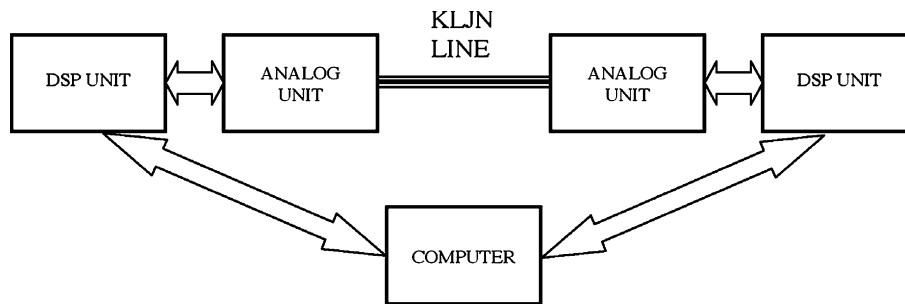 KLJN
LINE
DSP UNIT
ANALOG
UNIT
ANALOG
UNIT
DSP UNIT
COMPUTER